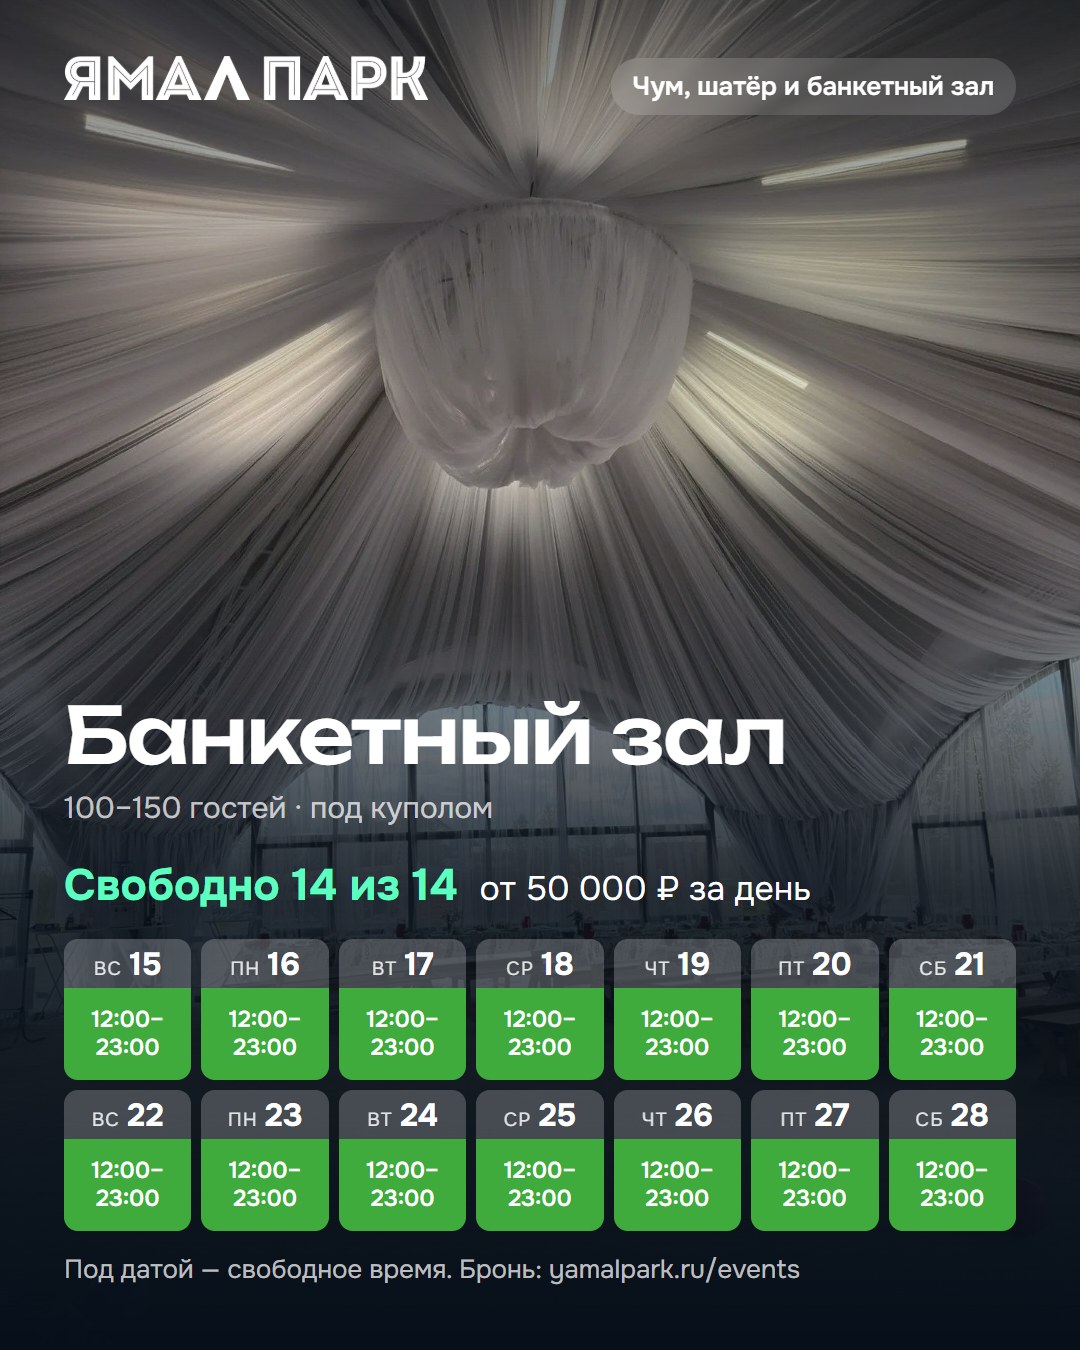 ЯМАЛ ПАРК
Чум, шатёр и банкетный зал
Банкетный зал
100–150 гостей · под куполом
Свободно 14 из 14 от 50 000 ₽ за день
ВС 15 ПН 16 ВТ 17 СР 18 ЧТ 19 ПТ 20 СБ 21
12:00– 12:00– 12:00– 12:00– 12:00– 12:00– 12:00–
23:00 23:00 23:00 23:00 23:00 23:00 23:00
ВС 22 ПН 23 ВТ 24 СР 25 ЧТ 26 ПТ 27 СБ 28
12:00– 12:00– 12:00– 12:00– 12:00– 12:00– 12:00–
23:00 23:00 23:00 23:00 23:00 23:00 23:00
Под датой — свободное время. Бронь: yamalpark.ru/events